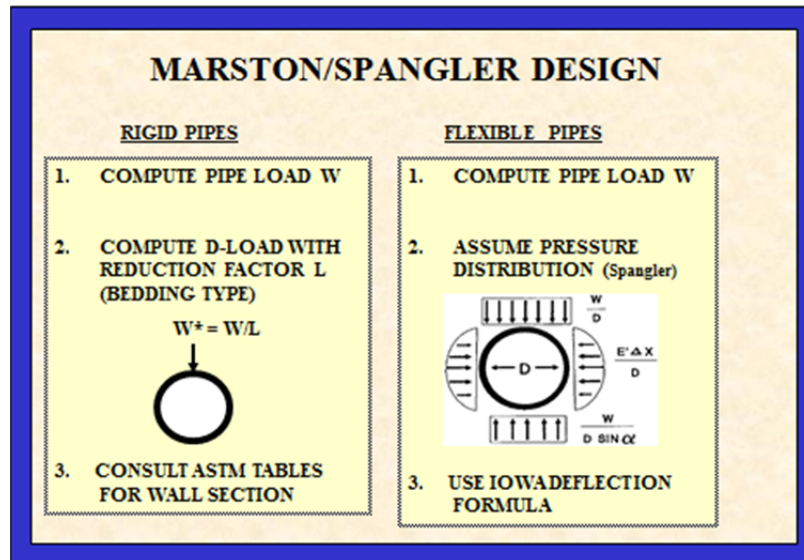 MARSTON/SPANGLER DESIGN
RIGID PIPES
1. COMPUTE PIPE LOAD W
2. COMPUTE D-LOAD WITH
REDUCTION FACTOR L
(BEDDING TYPE)
W* = W/L
3. CONSULT ASTM TABLES
FOR WALL SECTION
FLEXIBLE PIPES
1. COMPUTE PIPE LOAD W
2. ASSUME PRESSURE
DISTRIBUTION (Spangler)
W
D
D
E'ΔX
D
W
D SIN α
3. USE IOWADEFLECTION
FORMULA